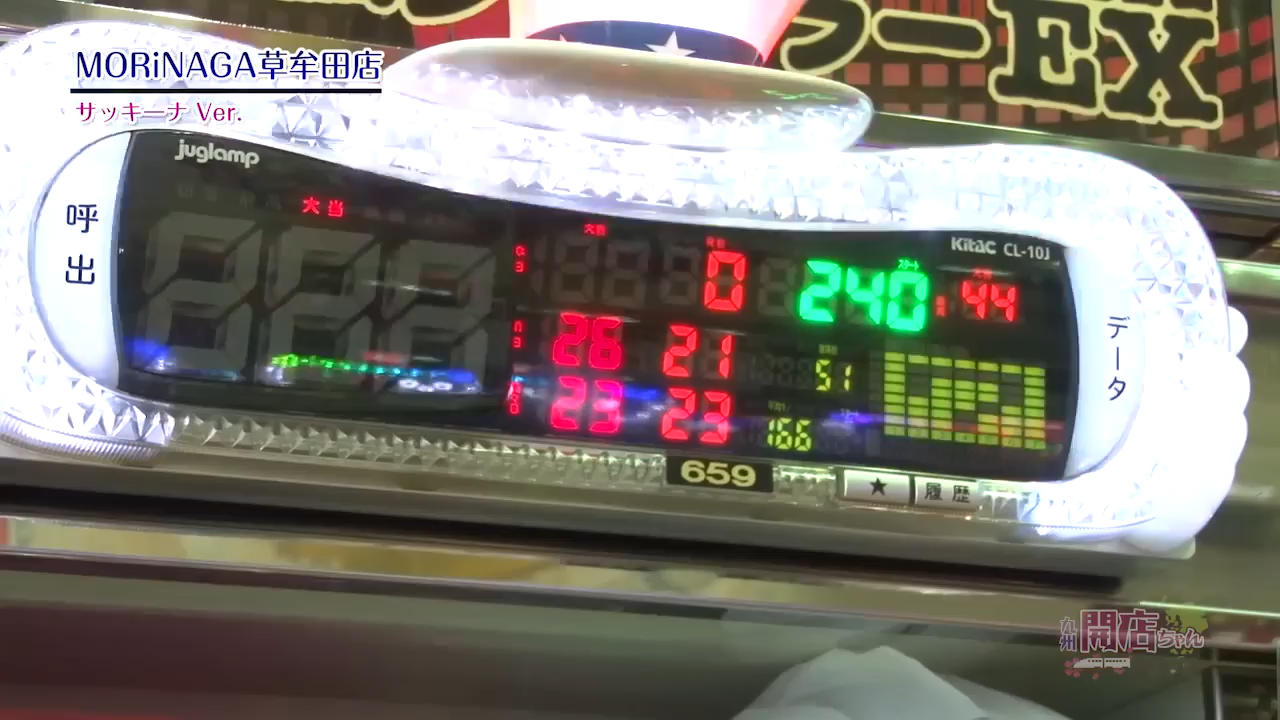 MORiNAGA草牟田店
サッキーナ Ver.
ラーEX
juglamp
呼出
大当
Kitac CL-10J
0
240
44
26
21
51
23
23
166
データ
659
★
履歴
九州開店ちゃん